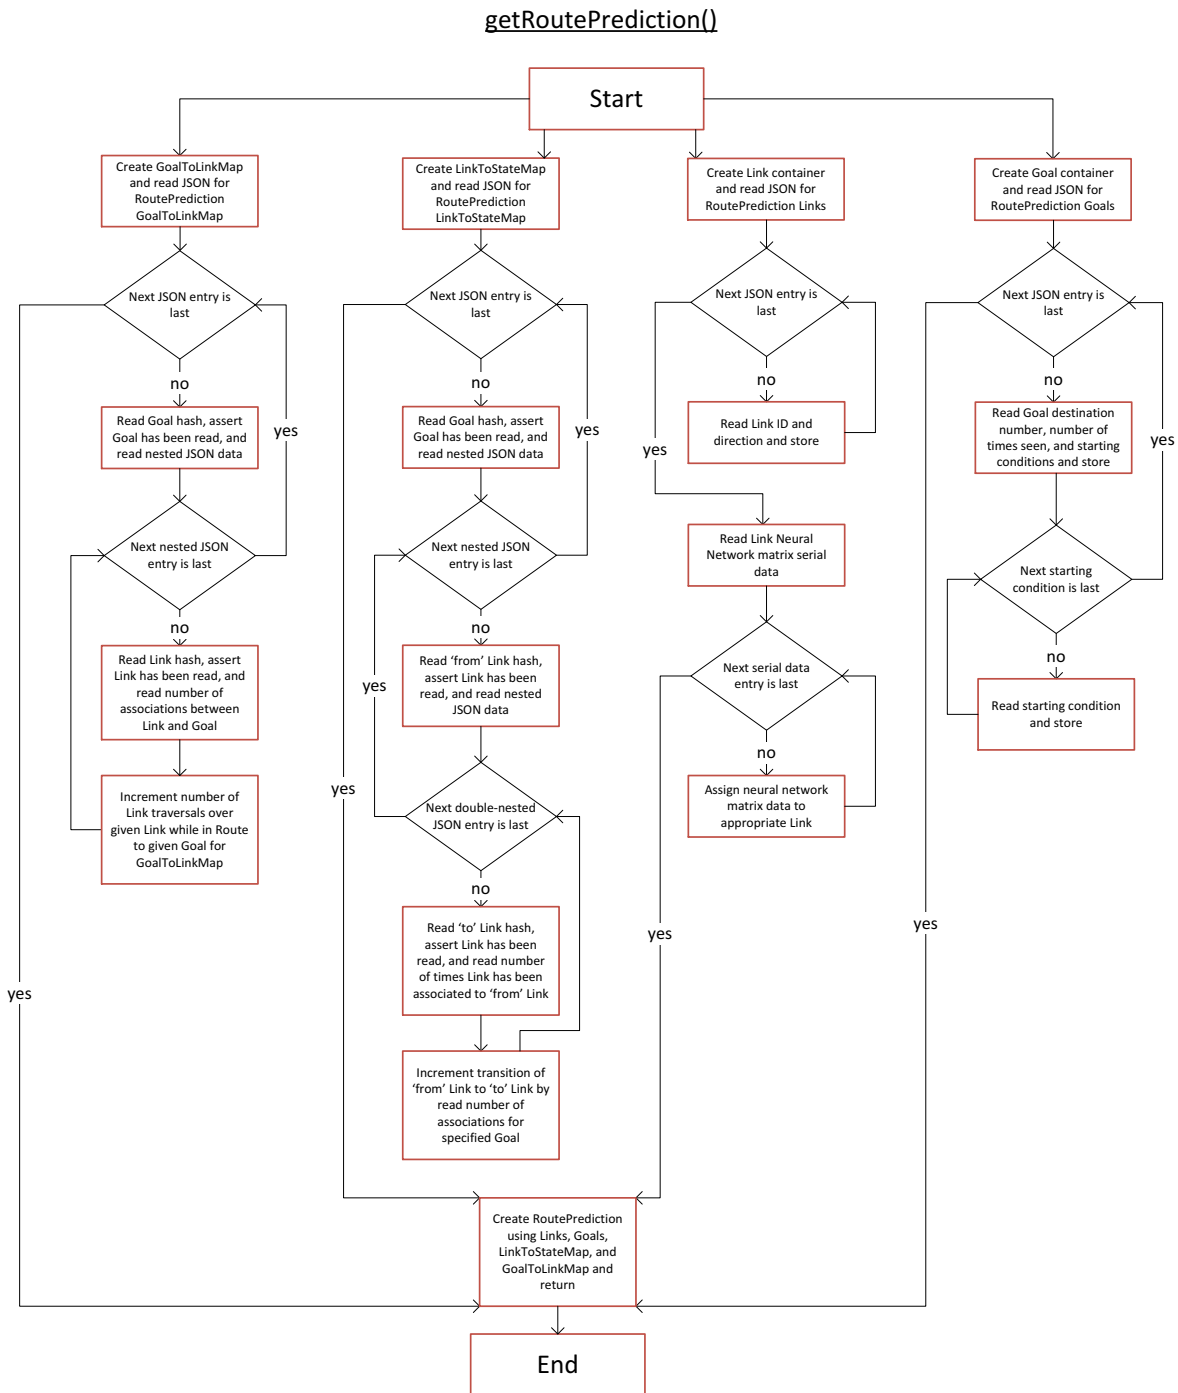 getRoutePrediction()
Start
Create GoalToLinkMap
and read JSON for
RoutePrediction
GoalToLinkMap
Next JSON entry is
last
no
yes
Read Goal hash, assert
Goal has been read, and
read nested JSON data
Next nested JSON
entry is last
no
Read Link hash, assert
Link has been read, and
read number of
associations between
Link and Goal
Increment number of
Link traversals over
given Link while in Route
to given Goal for
GoalToLinkMap
yes
Create LinkToStateMap
and read JSON for
RoutePrediction
LinkToStateMap
Next JSON entry is
last
no
yes
Read Goal hash, assert
Goal has been read, and
read nested JSON data
Next nested JSON
entry is last
no
yes
Read ‘from’ Link hash,
assert Link has been
read, and read nested
JSON data
Next double-nested
JSON entry is last
yes
no
Read ‘to’ Link hash,
assert Link has been
read, and read number
of times Link has been
associated to ‘from’ Link
Increment transition of
‘from’ Link to ‘to’ Link by
read number of
associations for
specified Goal
Create Link container
and read JSON for
RoutePrediction Links
Next JSON entry is
last
no
Read Link ID and
direction and store
yes
Read Link Neural
Network matrix serial
data
Next serial data
entry is last
no
Assign neural network
matrix data to
appropriate Link
yes
Create Goal container
and read JSON for
RoutePrediction Goals
Next JSON entry is
last
no
Read Goal destination
number, number of
times seen, and starting
conditions and store
yes
Next starting
condition is last
no
Read starting condition
and store
yes
Create RoutePrediction
using Links, Goals,
LinkToStateMap, and
GoalToLinkMap and
return
End